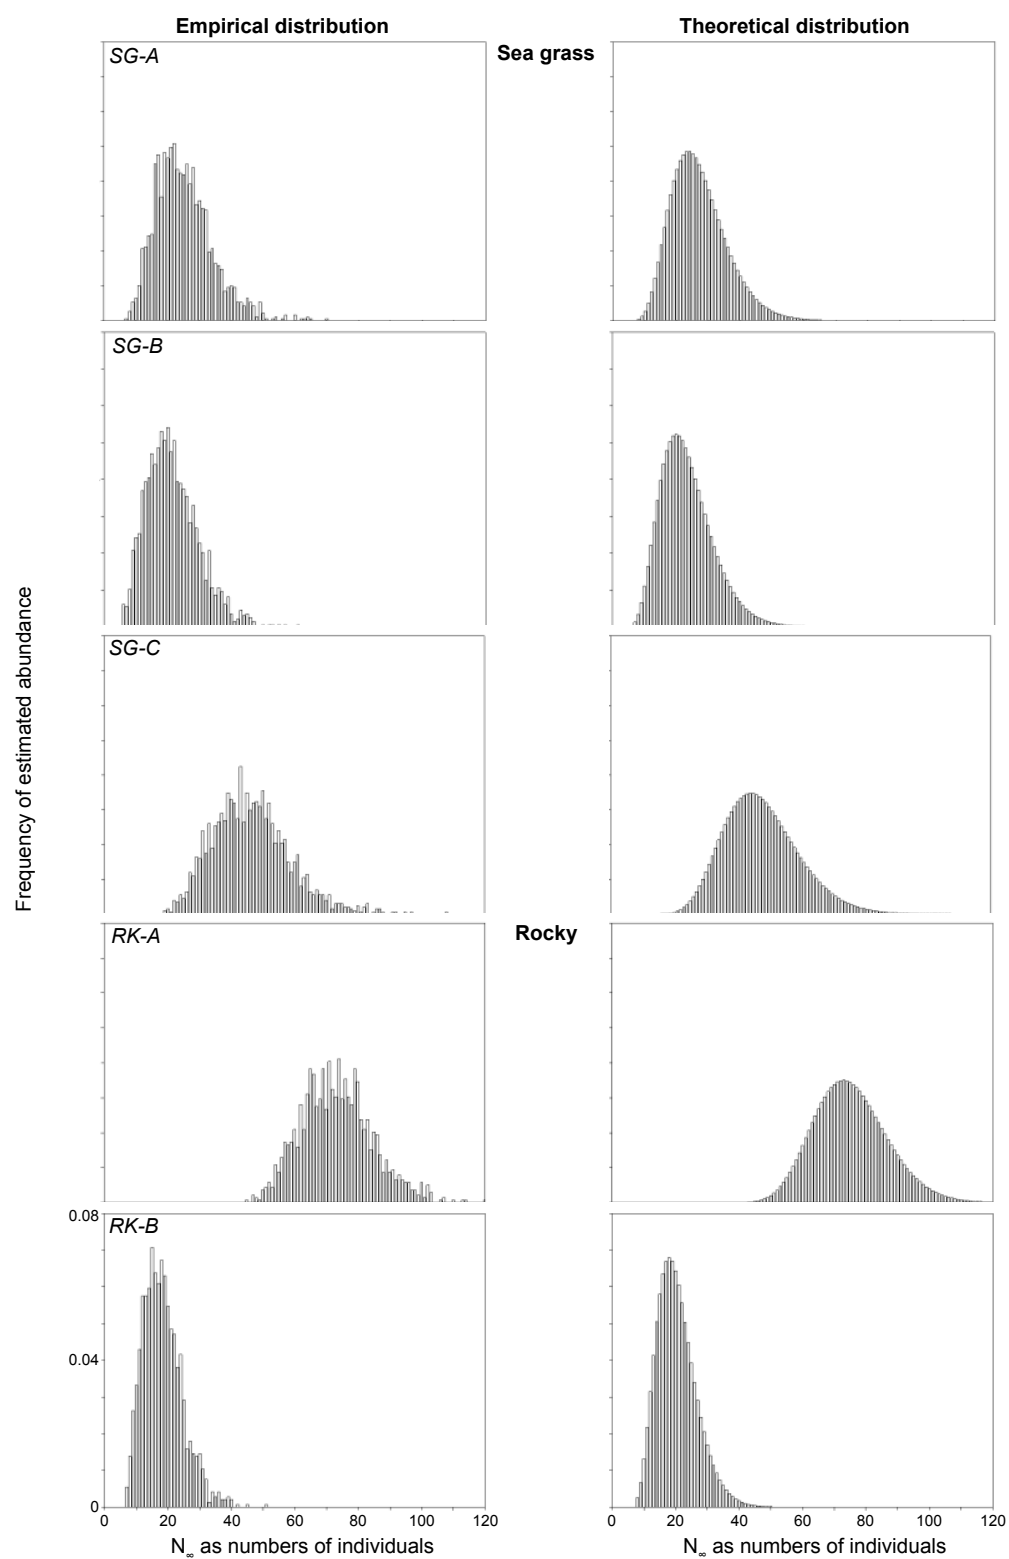 Empirical distribution
Theoretical distribution
SG-A
Sea grass
SG-B
SG-C
RK-A
Rocky
RK-B
Frequency of estimated abundance
0.08
0.04
0
0 20 40 60 80 100 120
0 20 40 60 80 100 120
N∞ as numbers of individuals
N∞ as numbers of individuals